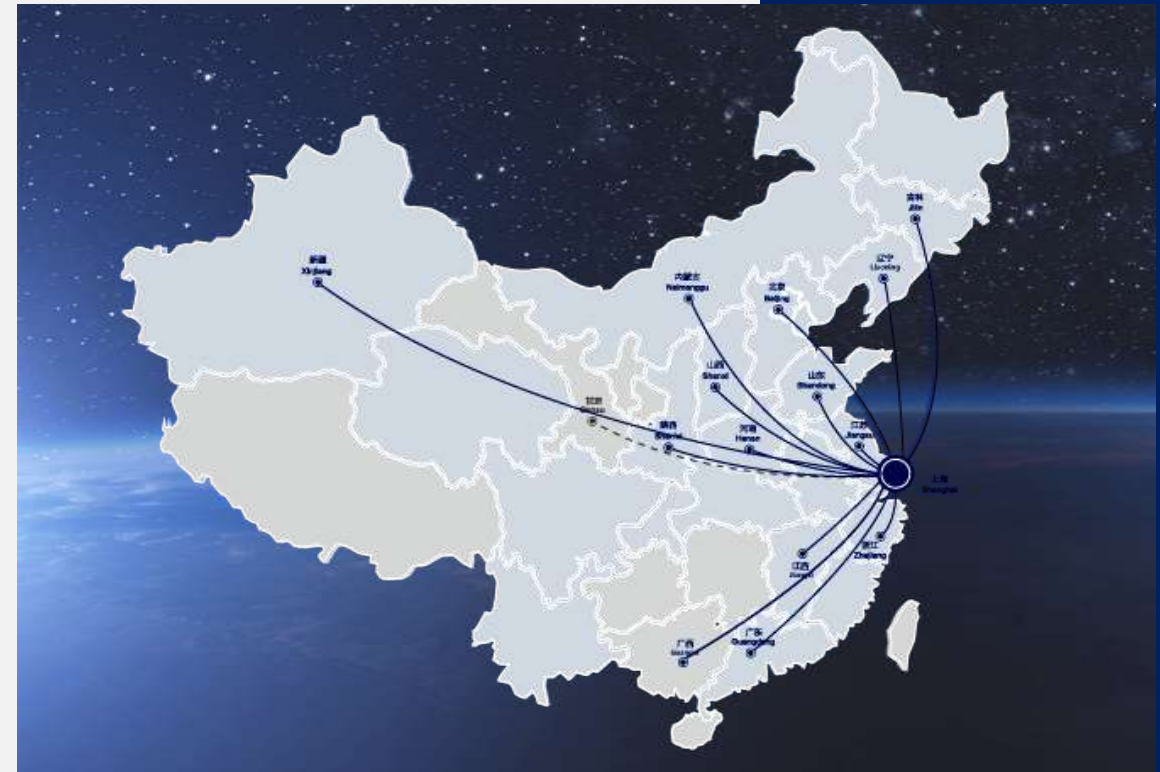 吉林
Jilin
辽宁
Liaoning
新疆
Xinjiang
内蒙古
Neimenggu
北京
Beijing
山西
Shanxi
山东
Shandong
甘肃
Gansu
陕西
河南
Henan
江苏
Jiangsu
上海
Shanghai
浙江
Zhejiang
江西
Jiangxi
广东
Guangdong
广西